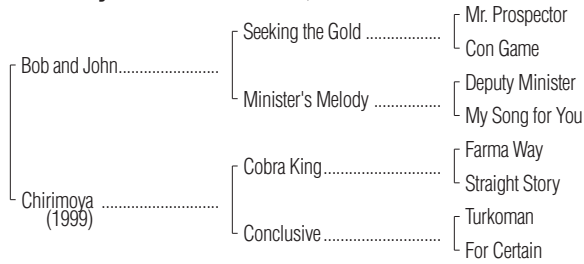 Mr. Prospector
Seeking the Gold ..................
Con Game
Bob and John........................
Deputy Minister
Minister's Melody ................
My Song for You
Farma Way
Cobra King............................
Straight Story
Chirimoya ............................
(1999)
Turkoman
Conclusive............................
For Certain